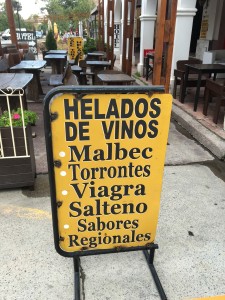 HELADOS
DE VINOS
Malbec
Torrontes
Viagra
Salteno
Sabores
Regionales